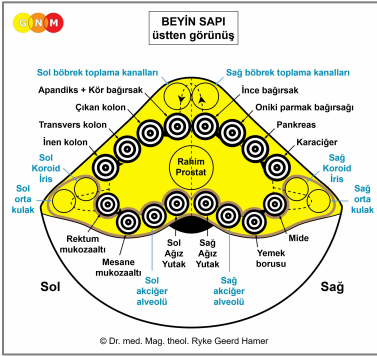 GNM
BEYİN SAPI
üstten görünüş
Sol böbrek toplama kanalları
Sağ böbrek toplama kanalları
Apandiks + Kör bağırsak
İnce bağırsak
Çıkan kolon
Oniki parmak bağırsağı
Transvers kolon
Pankreas
İnen kolon
Karaciğer
Rahim
Prostat
Sol
Koroid
İris
Sağ
Koroid
İris
Sol
orta
kulak
Sağ
orta
kulak
Rektum
mukozaaltı
Mesane
mukozaaltı
Sol
akciğer
alveolü
Sol
Ağız
Yutak
Sağ
Ağız
Yutak
Sağ
akciğer
alveolü
Yemek
borusu
Mide
Sol
Sağ
© Dr. med. Mag. theol. Ryke Geerd Hamer